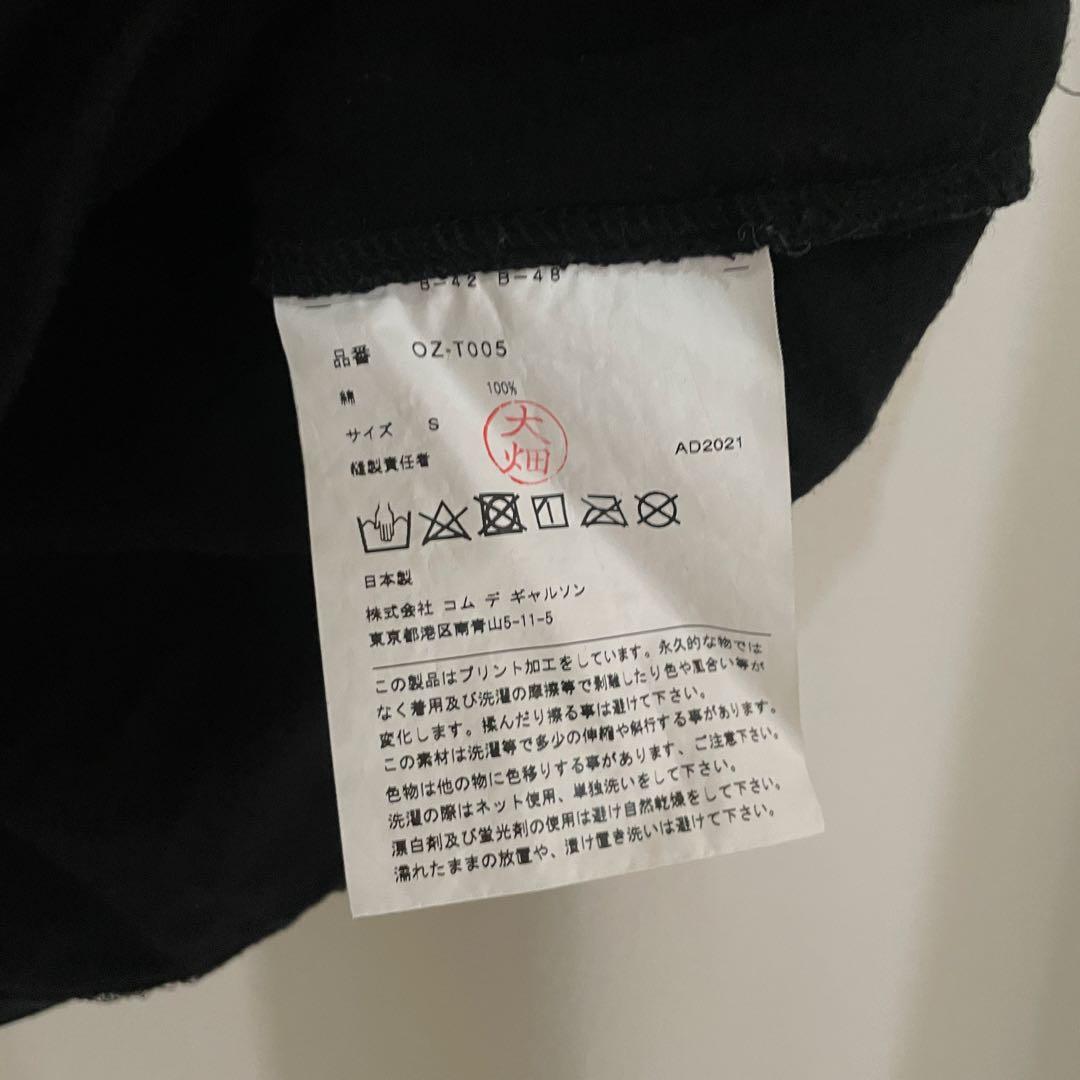 B-42 B-48
品番 OZ-T005
綿 100%
サイズ S
縫製責任者 大畑 AD2021
日本製
株式会社 コム デ ギャルソン
東京都港区南青山5-11-5
この製品はプリント加工をしています。永久的な物では
なく着用及び洗濯の摩擦等で剥離したり色や風合い等が
変化します。揉んだり擦る事は避けて下さい。
この素材は洗濯等で多少の伸縮や斜行する事があります。
色物は他の物に色移りする事があります、ご注意下さい。
洗濯の際はネット使用、単独洗いをして下さい。
漂白剤及び蛍光剤の使用は避け自然乾燥をして下さい。
濡れたままの放置や、漬け置き洗いは避けて下さい。